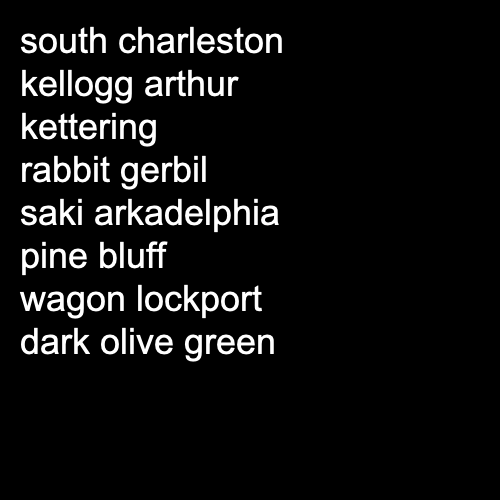 south charleston
kellogg arthur
kettering
rabbit gerbil
saki arkadelphia
pine bluff
wagon lockport
dark olive green